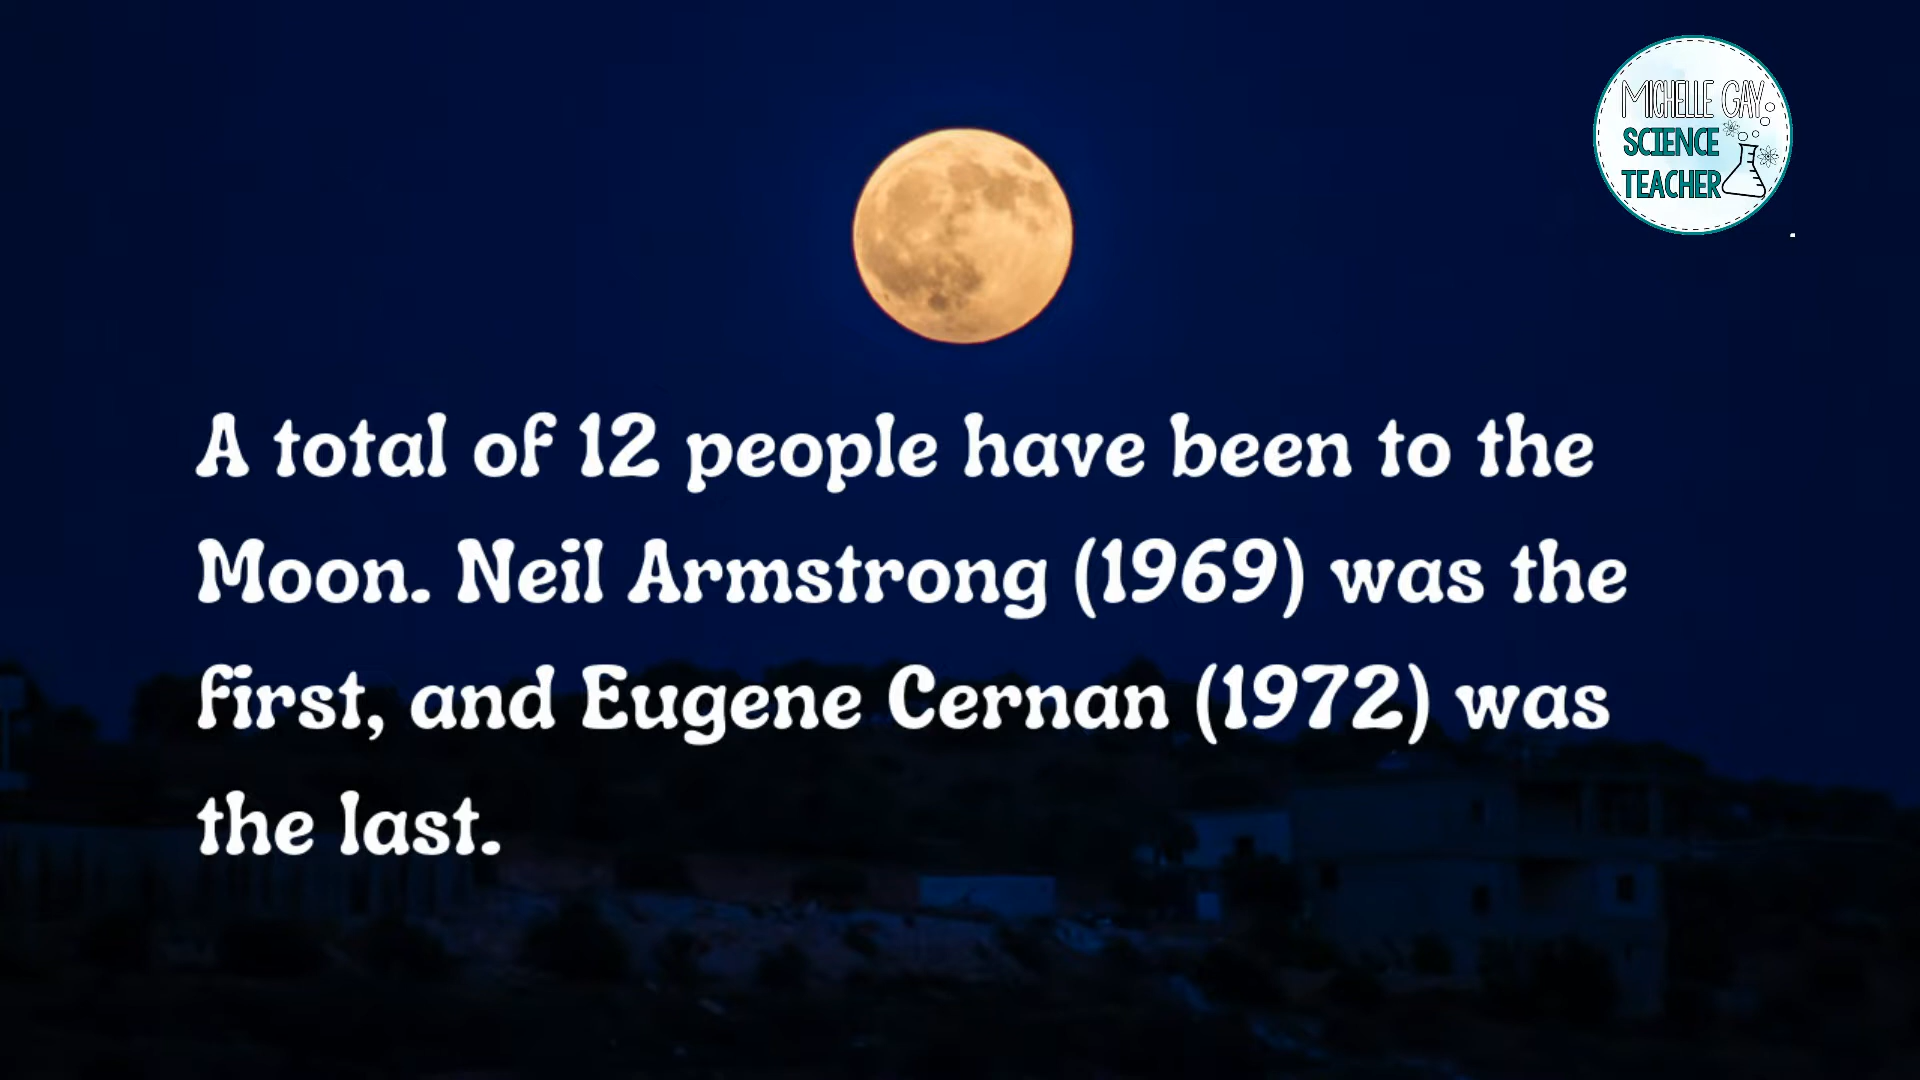 MICHELLE GAY
SCIENCE
TEACHER
A total of 12 people have been to the
Moon. Neil Armstrong (1969) was the
first, and Eugene Cernan (1972) was
the last.